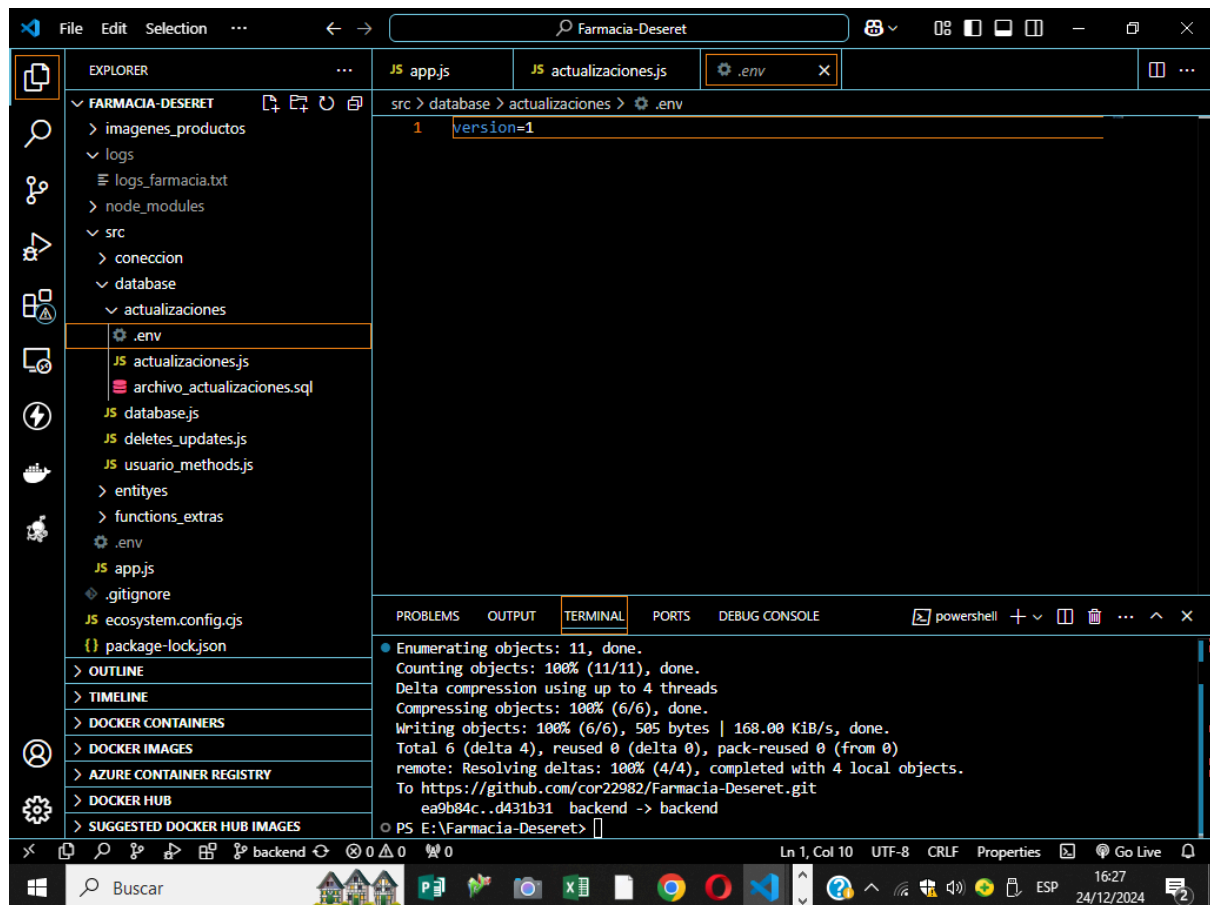 File Edit Selection ··· Farmacia-Deseret
EXPLORER ···
FARMACIA-DESERET
imagenes_productos
logs
logs_farmacia.txt
node_modules
src
coneccion
database
actualizaciones
.env
JS actualizaciones.js
archivo_actualizaciones.sql
JS database.js
JS deletes_updates.js
JS usuario_methods.js
entityes
functions_extras
.env
JS app.js
.gitignore
JS ecosystem.config.cjs
{} package-lock.json
OUTLINE
TIMELINE
DOCKER CONTAINERS
DOCKER IMAGES
AZURE CONTAINER REGISTRY
DOCKER HUB
SUGGESTED DOCKER HUB IMAGES
JS app.js JS actualizaciones.js .env
src > database > actualizaciones > .env
1 version=1
PROBLEMS OUTPUT TERMINAL PORTS DEBUG CONSOLE powershell
Enumerating objects: 11, done.
Counting objects: 100% (11/11), done.
Delta compression using up to 4 threads
Compressing objects: 100% (6/6), done.
Writing objects: 100% (6/6), 505 bytes | 168.00 KiB/s, done.
Total 6 (delta 4), reused 0 (delta 0), pack-reused 0 (from 0)
remote: Resolving deltas: 100% (4/4), completed with 4 local objects.
To https://github.com/cor22982/Farmacia-Deseret.git
ea9b84c..d431b31 backend -> backend
PS E:\Farmacia-Deseret>
backend 0 0 0 Ln 1, Col 10 UTF-8 CRLF Properties Go Live
Buscar ESP 16:27
24/12/2024 2